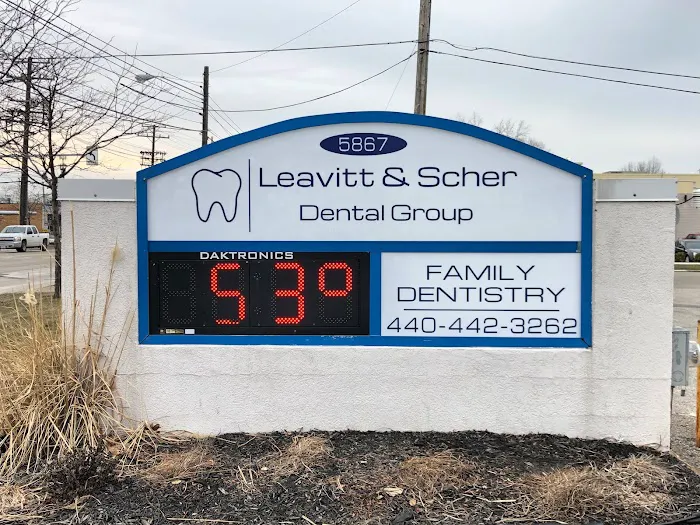 5867
Leavitt & Scher
Dental Group
DAKTRONICS
53°
FAMILY
DENTISTRY
440-442-3262